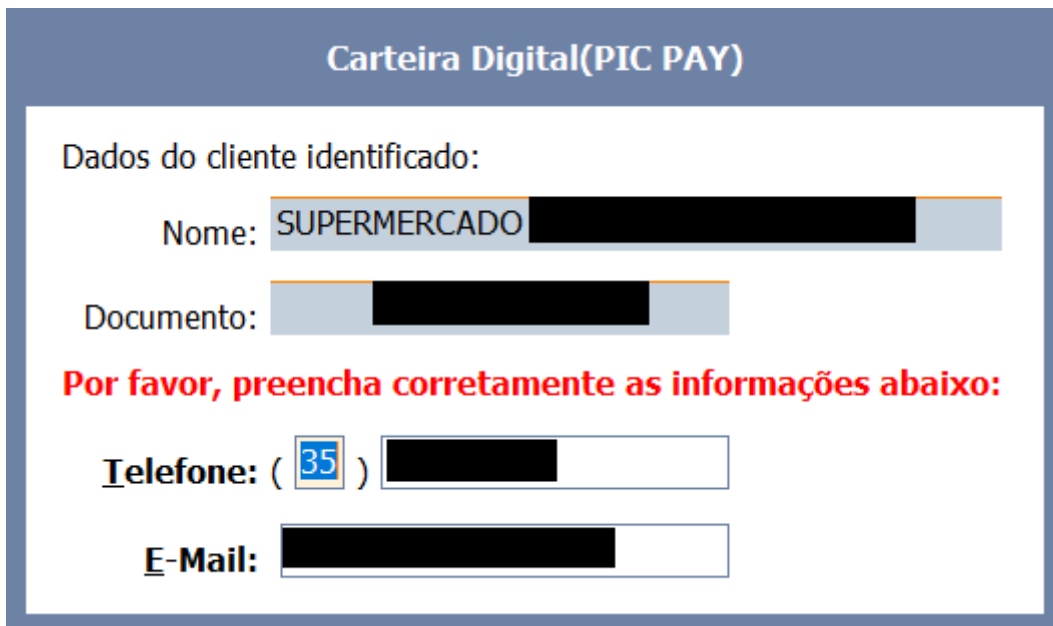 Carteira Digital(PIC PAY)
Dados do cliente identificado:
Nome: SUPERMERCADO
Documento:
Por favor, preencha corretamente as informações abaixo:
Telefone: ( 35 )
E-Mail: